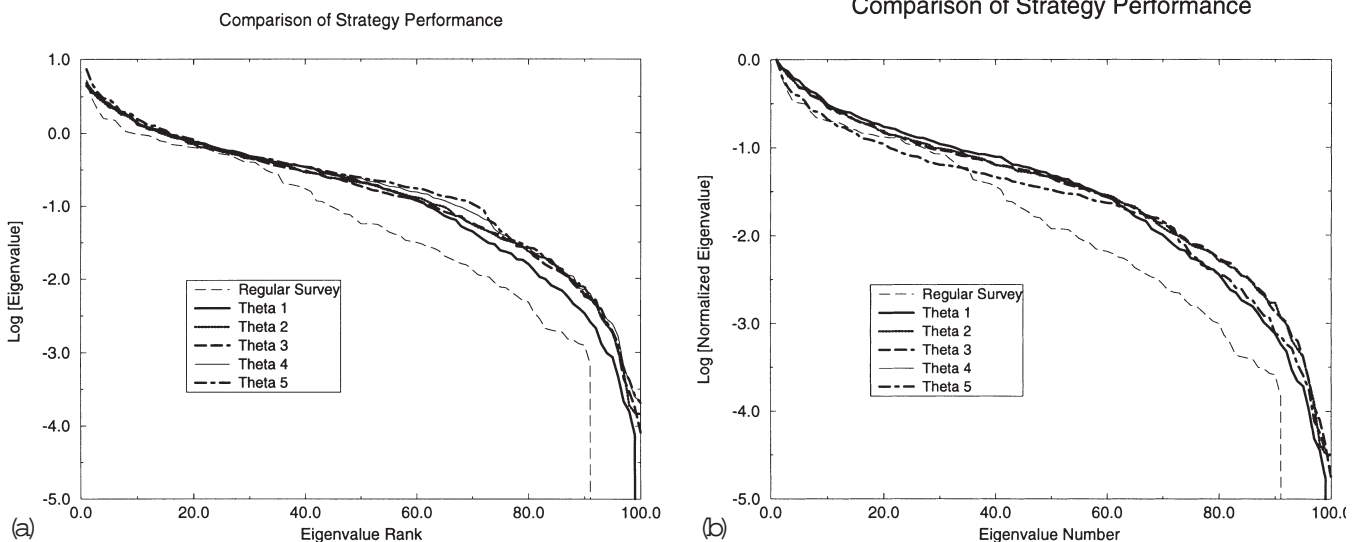 Comparison of Strategy Performance
1.0
0.0
-1.0
-2.0
-3.0
-4.0
-5.0
Log [Eigenvalue]
Regular Survey
Theta 1
Theta 2
Theta 3
Theta 4
Theta 5
0.0 20.0 40.0 60.0 80.0 100.0
Eigenvalue Rank
(a)
Comparison of Strategy Performance
0.0
-1.0
-2.0
-3.0
-4.0
-5.0
Log [Normalized Eigenvalue]
Regular Survey
Theta 1
Theta 2
Theta 3
Theta 4
Theta 5
0.0 20.0 40.0 60.0 80.0 100.0
Eigenvalue Number
(b)